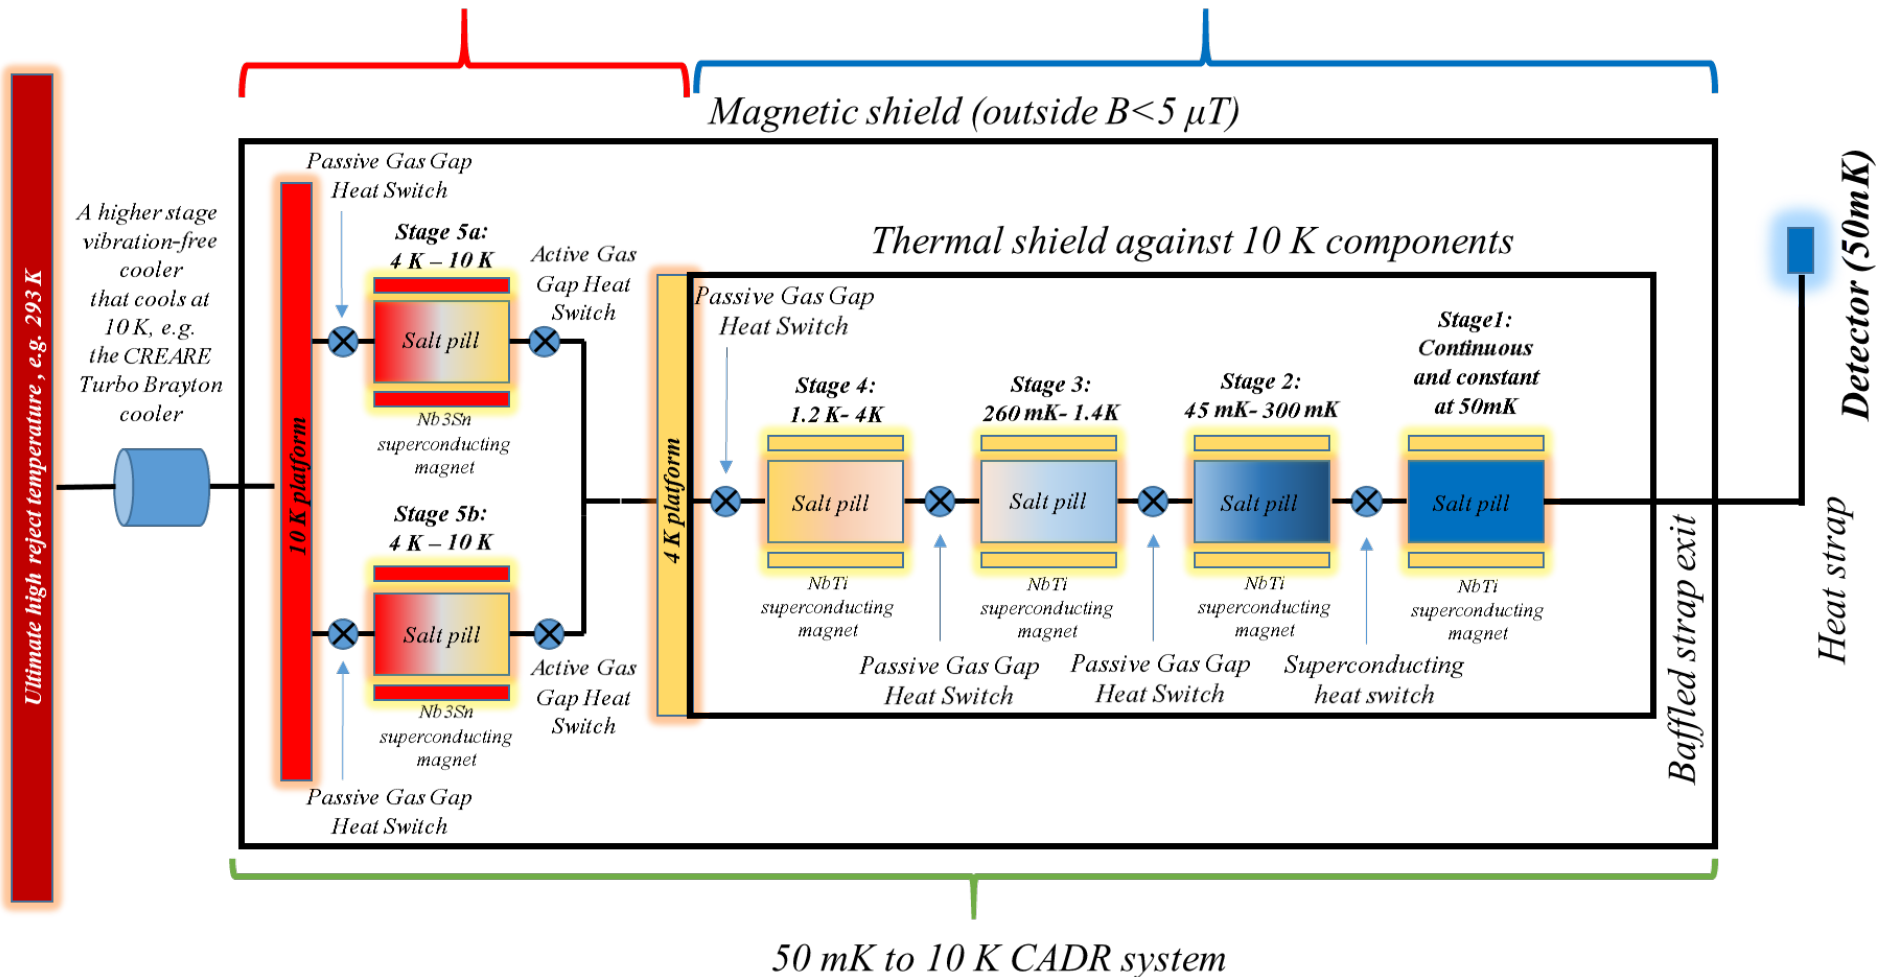 Magnetic shield (outside B<5 μT)
Ultimate high reject temperature , e.g. 293 K
A higher stage
vibration-free
cooler
that cools at
10 K, e.g.
the CREARE
Turbo Brayton
cooler
10 K platform
Passive Gas Gap
Heat Switch
Stage 5a:
4 K – 10 K
Salt pill
Nb3Sn
superconducting
magnet
Active Gas
Gap Heat
Switch
Stage 5b:
4 K – 10 K
Salt pill
Nb3Sn
superconducting
magnet
Active Gas
Gap Heat
Switch
Passive Gas Gap
Heat Switch
4 K platform
Thermal shield against 10 K components
Passive Gas Gap
Heat Switch
Stage 4:
1.2 K- 4K
Salt pill
NbTi
superconducting
magnet
Passive Gas Gap
Heat Switch
Stage 3:
260 mK- 1.4K
Salt pill
NbTi
superconducting
magnet
Passive Gas Gap
Heat Switch
Stage 2:
45 mK- 300 mK
Salt pill
NbTi
superconducting
magnet
Superconducting
heat switch
Stage1:
Continuous
and constant
at 50mK
Salt pill
NbTi
superconducting
magnet
Baffled strap exit
Heat strap
Detector (50mK)
50 mK to 10 K CADR system